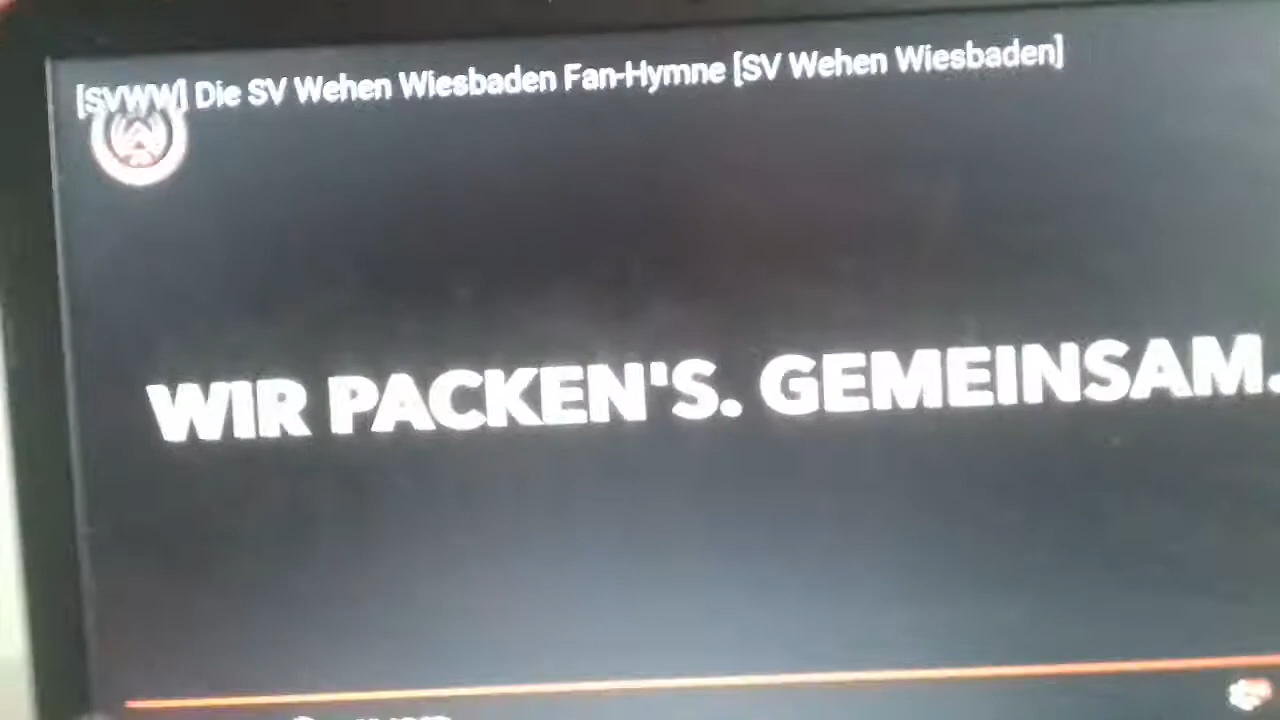 [SVWW] Die SV Wehen Wiesbaden Fan-Hymne [SV Wehen Wiesbaden]
WIR PACKEN'S. GEMEINSAM.